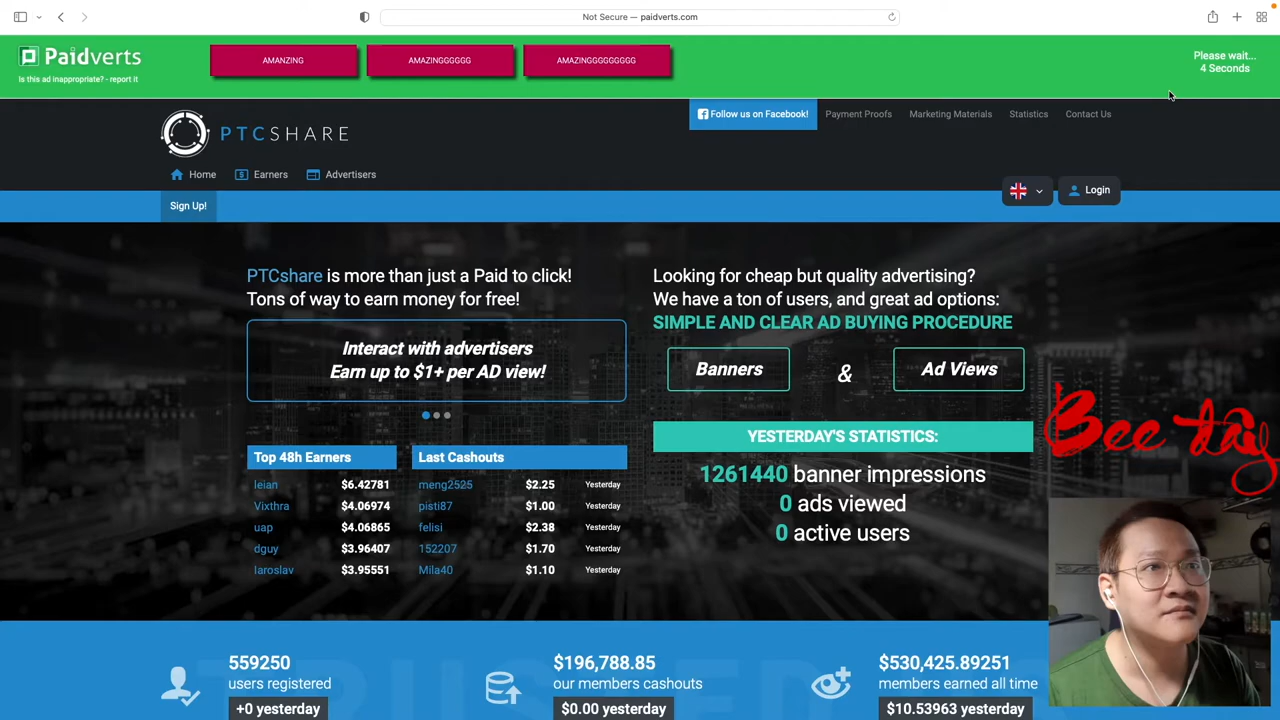 Not Secure — paidverts.com
Paidverts
Is this ad inappropriate? - report it
AMANZING
AMAZINGGGGG
AMAZINGGGGGGGGG
Please wait...
4 Seconds
PTCSHARE
Follow us on Facebook!
Payment Proofs
Marketing Materials
Statistics
Contact Us
Home
Earners
Advertisers
Login
Sign Up!
PTCshare is more than just a Paid to click!
Tons of way to earn money for free!
Interact with advertisers
Earn up to $1+ per AD view!
Top 48h Earners
leian $6.42781
Vixthra $4.06974
uap $4.06865
dguy $3.96407
laroslav $3.95551
Last Cashouts
meng2525 $2.25 Yesterday
pisti87 $1.00 Yesterday
felisi $2.38 Yesterday
152207 $1.70 Yesterday
Mila40 $1.10 Yesterday
Looking for cheap but quality advertising?
We have a ton of users, and great ad options:
SIMPLE AND CLEAR AD BUYING PROCEDURE
Banners & Ad Views
YESTERDAY'S STATISTICS:
1261440 banner impressions
0 ads viewed
0 active users
Bee tay
559250
users registered
+0 yesterday
$196,788.85
our members cashouts
$0.00 yesterday
$530,425.89251
members earned all time
$10.53963 yesterday